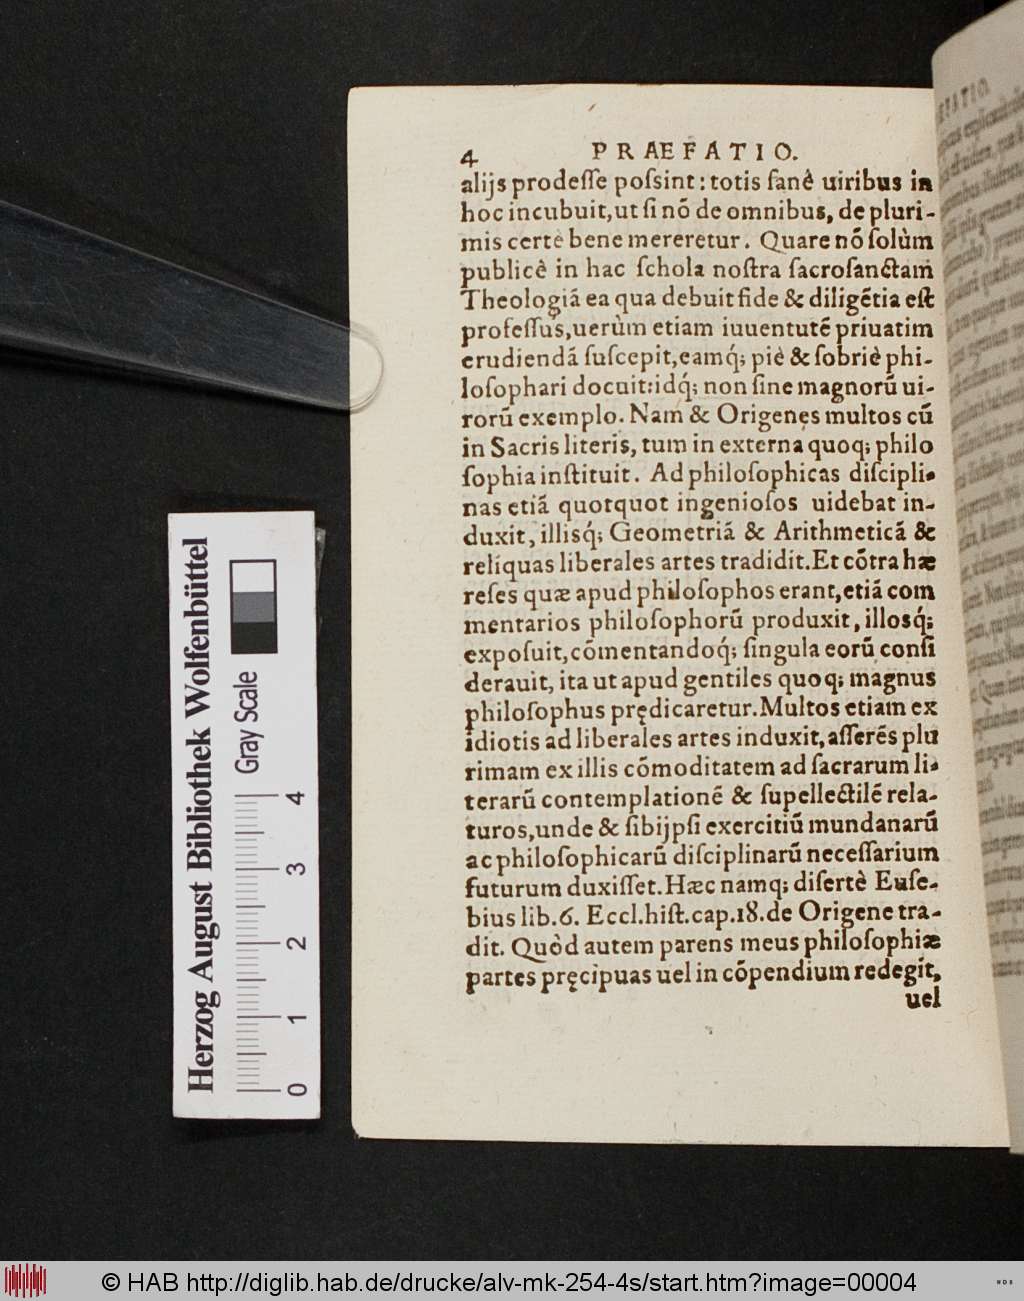 4 PRÆFATIO.
alijs prodeſſe poſsint: totis ſanè uiribus in
hoc incubuit, ut ſi nõ de omnibus, de pluri-
mis certè bene mereretur. Quare nõ ſolùm
publicè in hac ſchola noſtra ſacroſanctam
Theologiã ea qua debuit fide & diligẽtia eſt
profeſſus, uerùm etiam iuuentutẽ priuatim
erudiendã ſuſcepit, eamq́; piè & ſobriè phi-
loſophari docuit: idq́; non ſine magnorũ ui-
rorũ exemplo. Nam & Origenes multos cũ
in Sacris literis, tum in externa quoq; philo
ſophia inſtituit. Ad philoſophicas diſcipli-
nas etiã quotquot ingenioſos uidebat in-
duxit, illisq́; Geometriã & Arithmeticã &
reliquas liberales artes tradidit. Et cõtra hæ
reſes quæ apud philoſophos erant, etiã com
mentarios philoſophorũ produxit, illosq́;
expoſuit, cõmentandoq́; ſingula eorũ conſi
derauit, ita ut apud gentiles quoq; magnus
philoſophus prędicaretur. Multos etiam ex
idiotis ad liberales artes induxit, aſſerẽs plu
rimam ex illis cõmoditatem ad ſacrarum li-
terarũ contemplationẽ & ſupellectilẽ rela-
turos, unde & ſibijpſi exercitiũ mundanarũ
ac philoſophicarũ diſciplinarũ neceſſarium
futurum duxiſſet. Hæc namq; diſertè Euſe-
bius lib. 6. Eccl. hiſt. cap. 18. de Origene tra-
dit. Quòd autem parens meus philoſophiæ
partes pręcipuas uel in cõpendium redegit,
uel
Herzog August Bibliothek Wolfenbüttel
Gray Scale
0 1 2 3 4
© HAB http://diglib.hab.de/drucke/alv-mk-254-4s/start.htm?image=00004